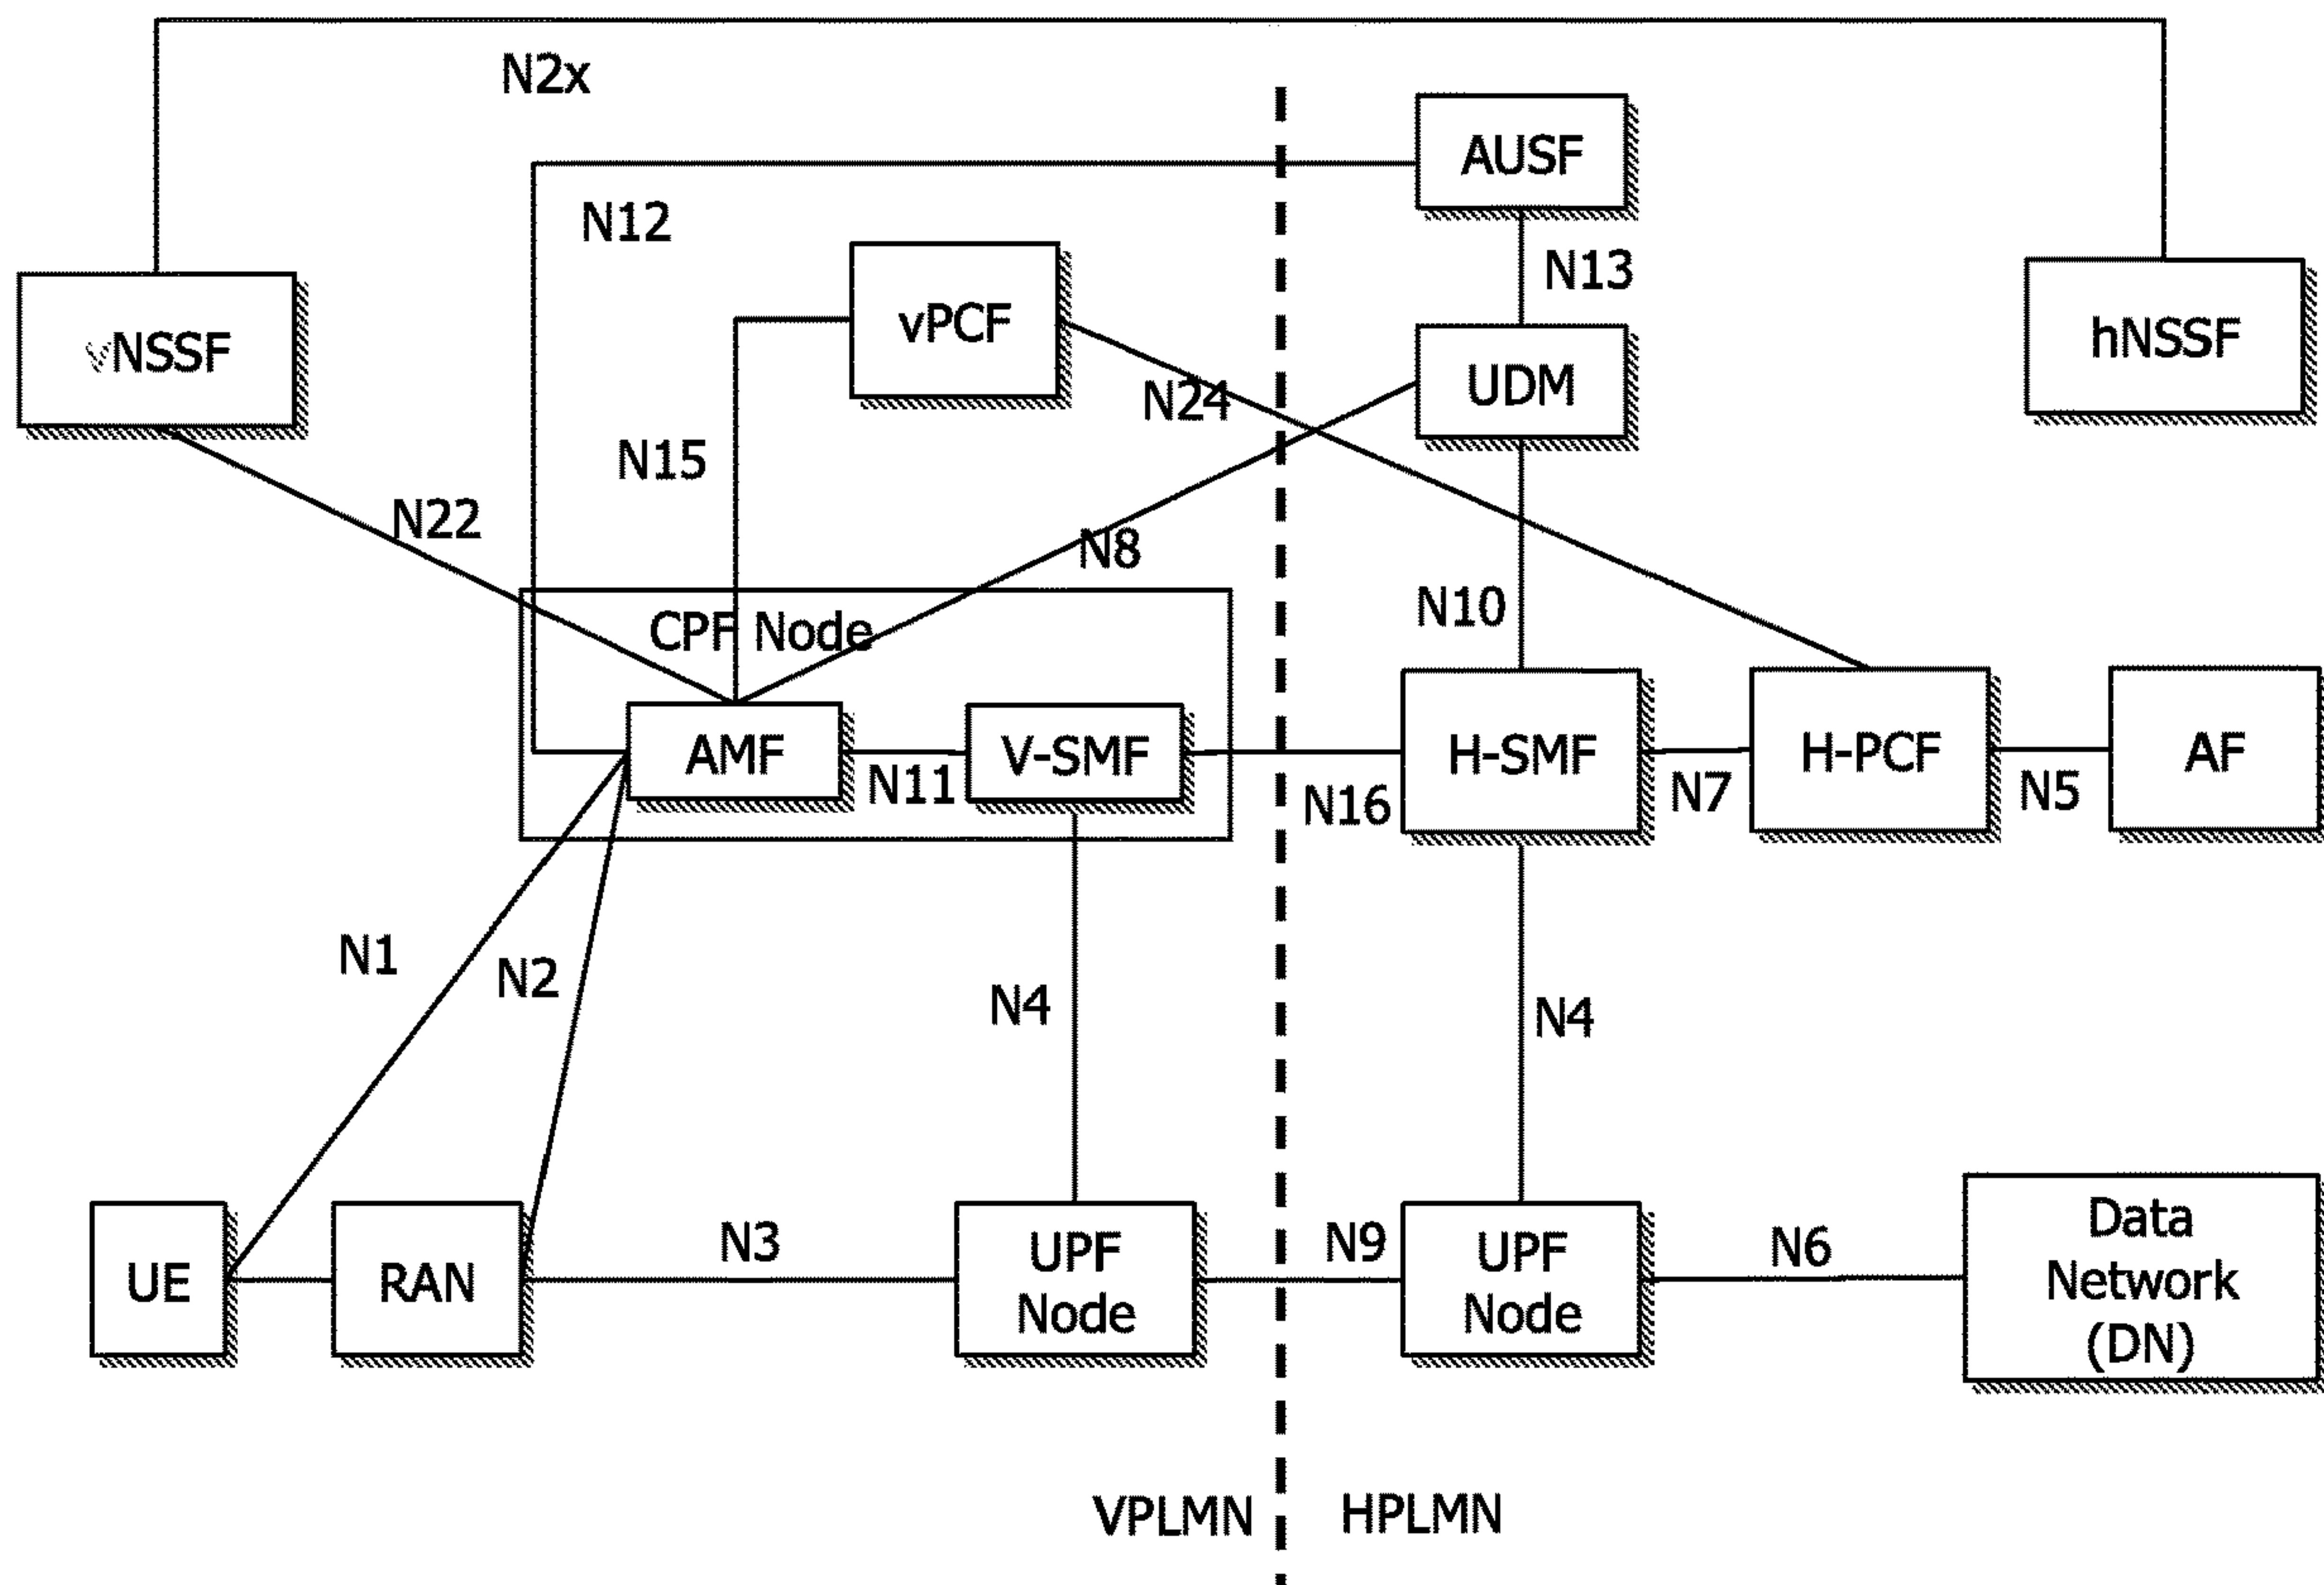 N2x
AUSF
N12
N13
vPCF
vNSSF
hNSSF
UDM
N24
N15
N22
N8
N10
CPF Node
AMF
N11
V-SMF
N16
H-SMF
N7
H-PCF
N5
AF
N1
N2
N4
N4
UE
RAN
N3
UPF
Node
N9
UPF
Node
N6
Data
Network
(DN)
VPLMN
HPLMN